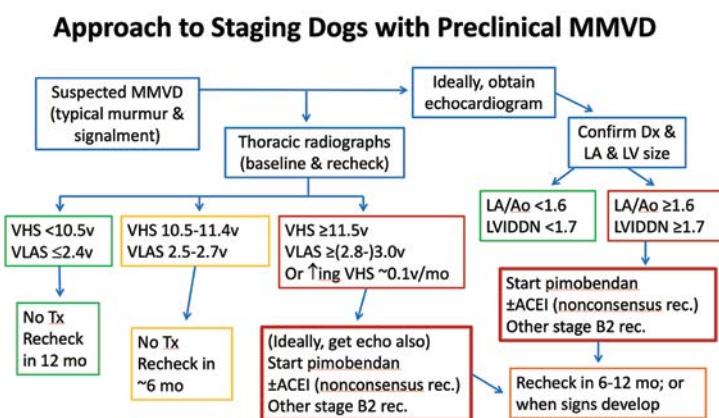 Approach to Staging Dogs with Preclinical MMVD
Suspected MMVD
(typical murmur &
signalment)
Ideally, obtain
echocardiogram
Thoracic radiographs
(baseline & recheck)
Confirm Dx &
LA & LV size
VHS <10.5v
VLAS ≤2.4v
VHS 10.5-11.4v
VLAS 2.5-2.7v
VHS ≥11.5v
VLAS ≥(2.8-)3.0v
Or ↑ing VHS ~0.1v/mo
LA/Ao <1.6
LVIDDN <1.7
LA/Ao ≥1.6
LVIDDN ≥1.7
No Tx
Recheck
in 12 mo
No Tx
Recheck in
~6 mo
(Ideally, get echo also)
Start pimobendan
±ACEI (nonconsensus rec.)
Other stage B2 rec.
Start pimobendan
±ACEI (nonconsensus rec.)
Other stage B2 rec.
Recheck in 6-12 mo; or
when signs develop